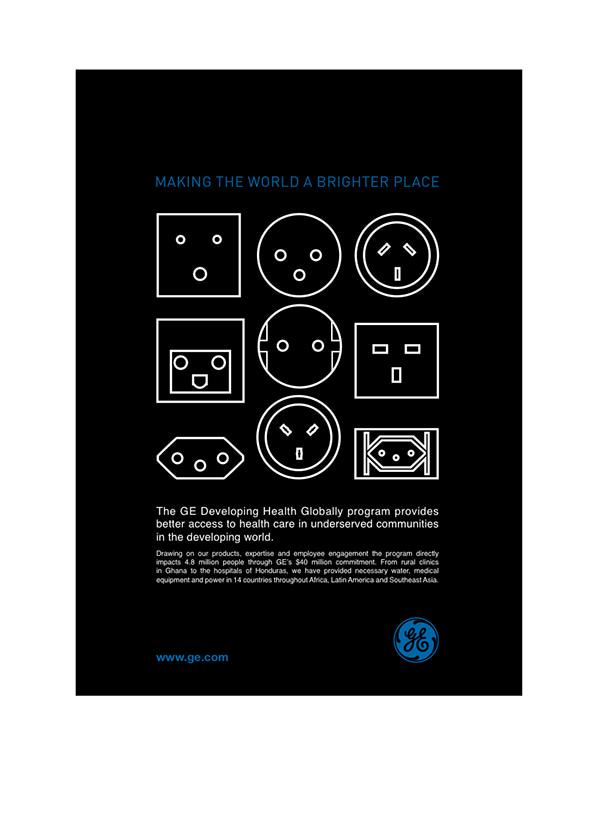 MAKING THE WORLD A BRIGHTER PLACE
The GE Developing Health Globally program provides
better access to health care in underserved communities
in the developing world.
Drawing on our products, expertise and employee engagement the program directly
impacts 4.8 million people through GE's $40 million commitment. From rural clinics
in Ghana to the hospitals of Honduras, we have provided necessary water, medical
equipment and power in 14 countries throughout Africa, Latin America and Southeast Asia.
www.ge.com
GE